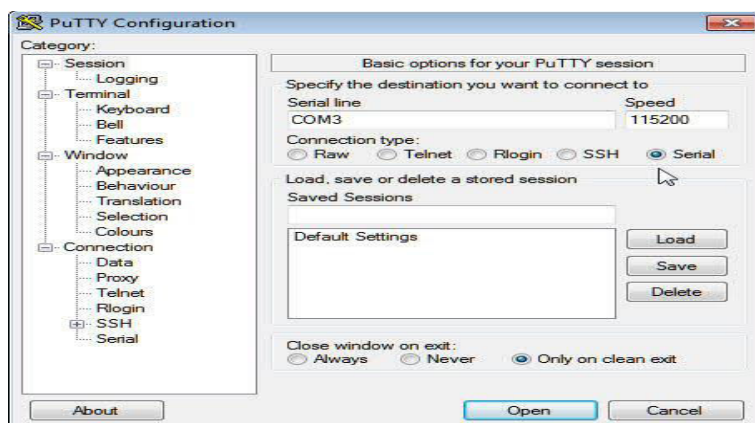 PuTTY Configuration
Category:
Session
Logging
Terminal
Keyboard
Bell
Features
Window
Appearance
Behaviour
Translation
Selection
Colours
Connection
Data
Proxy
Telnet
Rlogin
SSH
Serial
Basic options for your PuTTY session
Specify the destination you want to connect to
Serial line Speed
COM3 115200
Connection type:
Raw Telnet Rlogin SSH Serial
Load, save or delete a stored session
Saved Sessions
Default Settings
Load
Save
Delete
Close window on exit:
Always Never Only on clean exit
About Open Cancel